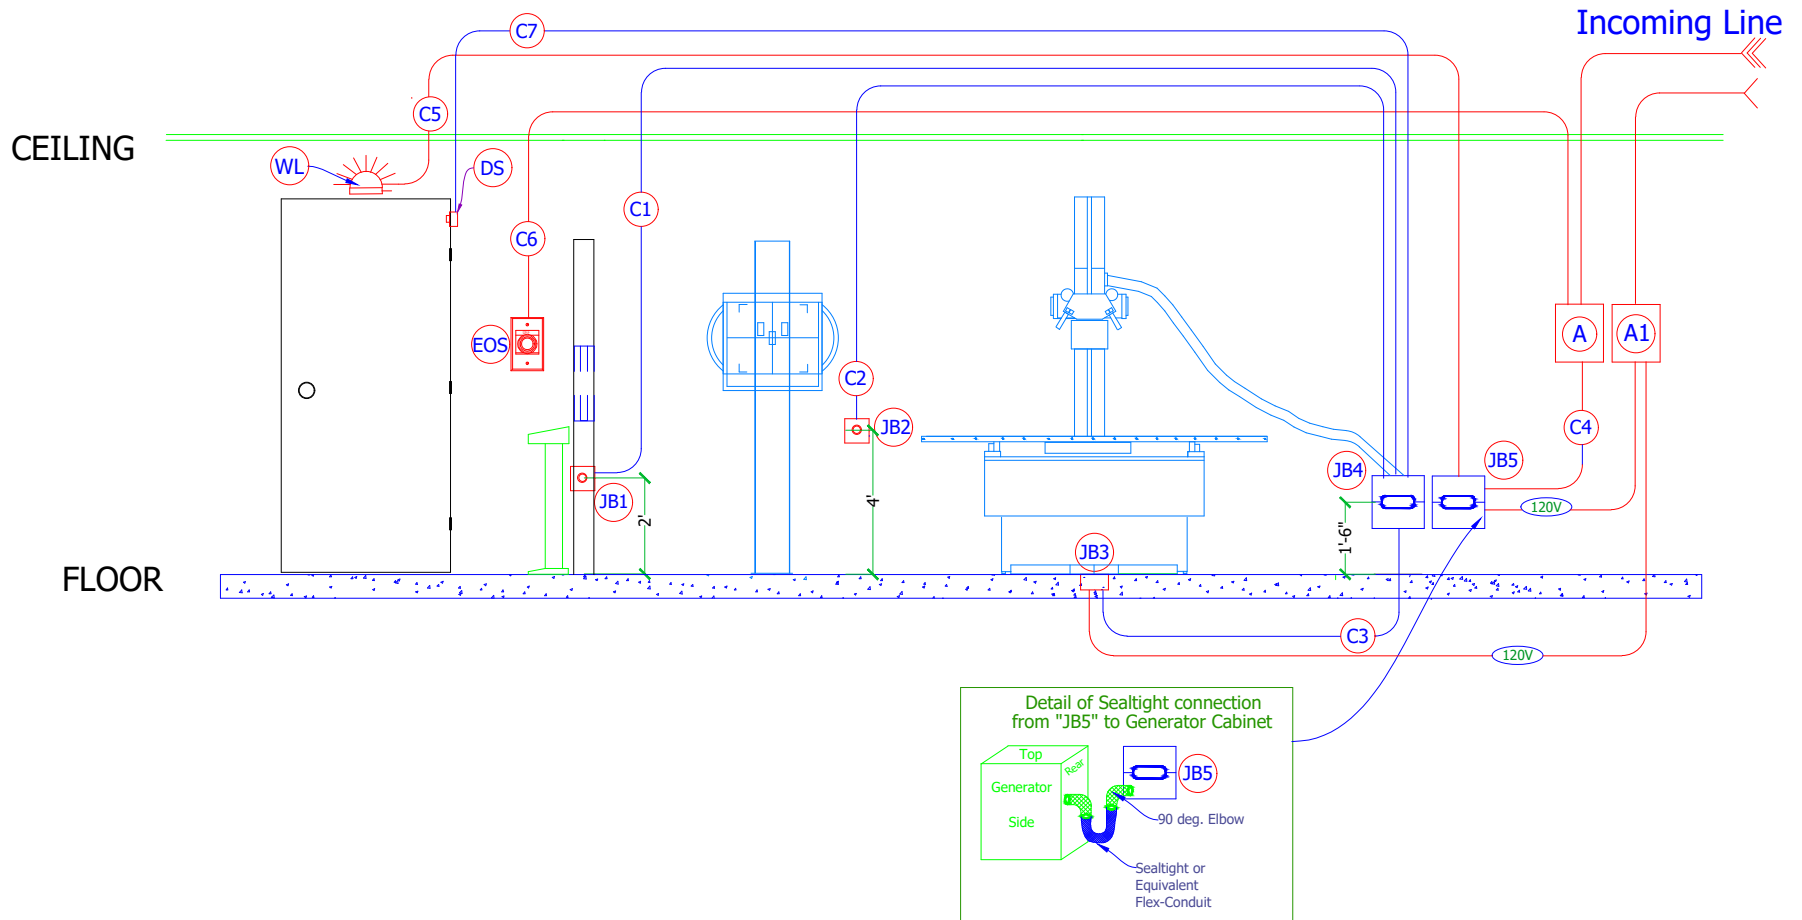 Incoming Line
C7
C5
CEILING
WL
DS
C1
C6
EOS
A
A1
C2
JB2
C4
JB4
JB5
JB1
2'
4'
1'-6"
120V
JB3
FLOOR
C3
120V
Detail of Sealtight connection
from "JB5" to Generator Cabinet
Top
Rear
JB5
Generator
Side
90 deg. Elbow
Sealtight or
Equivalent
Flex-Conduit